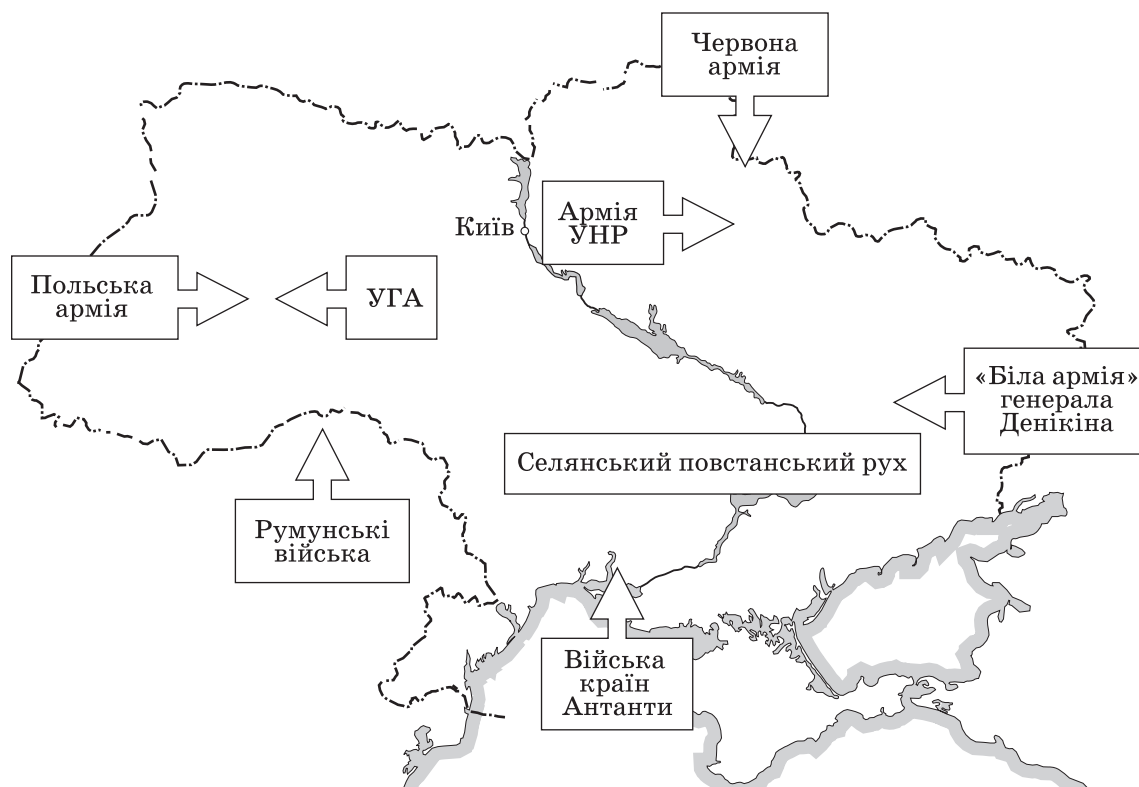 Червона
армія
Київ
Армія
УНР
Польська
армія
УГА
«Біла армія»
генерала
Денікіна
Селянський повстанський рух
Румунські
війська
Війська
країн
Антанти